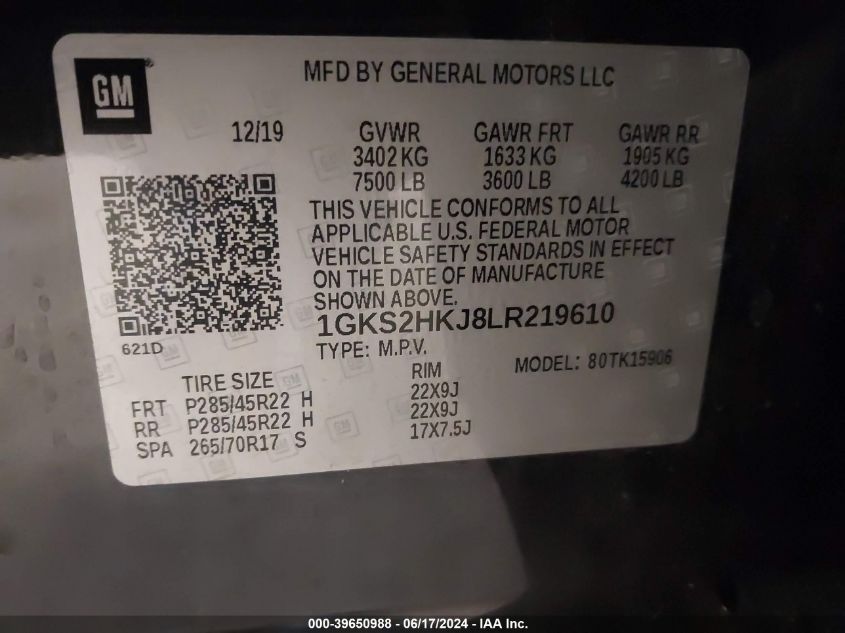 GM
MFD BY GENERAL MOTORS LLC
12/19 GVWR GAWR FRT GAWR RR
3402 KG 1633 KG 1905 KG
7500 LB 3600 LB 4200 LB
THIS VEHICLE CONFORMS TO ALL
APPLICABLE U.S. FEDERAL MOTOR
VEHICLE SAFETY STANDARDS IN EFFECT
ON THE DATE OF MANUFACTURE
SHOWN ABOVE.
1GKS2HKJ8LR219610
621D
TYPE: M.P.V. MODEL: 80TK15906
TIRE SIZE RIM
FRT P285/45R22 H 22X9J
RR P285/45R22 H 22X9J
SPA 265/70R17 S 17X7.5J
000-39650988 - 06/17/2024 - IAA Inc.